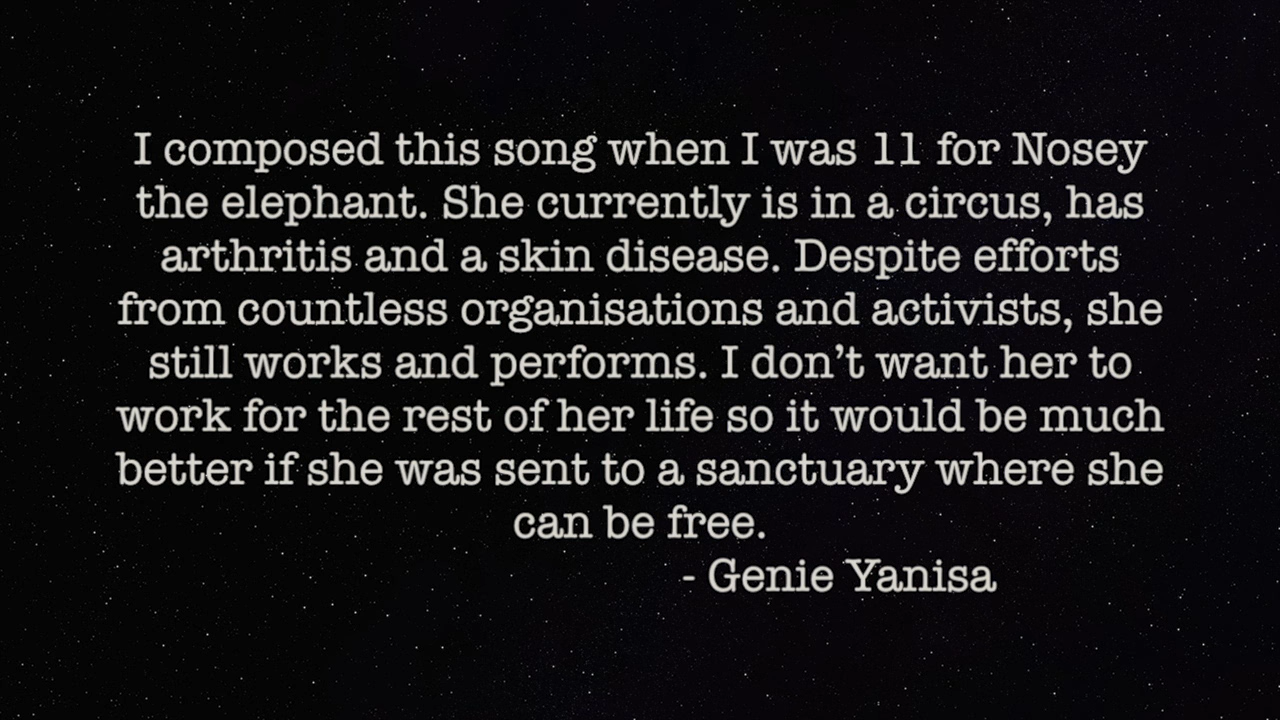 I composed this song when I was 11 for Nosey
the elephant. She currently is in a circus, has
arthritis and a skin disease. Despite efforts
from countless organisations and activists, she
still works and performs. I don’t want her to
work for the rest of her life so it would be much
better if she was sent to a sanctuary where she
can be free.
- Genie Yanisa